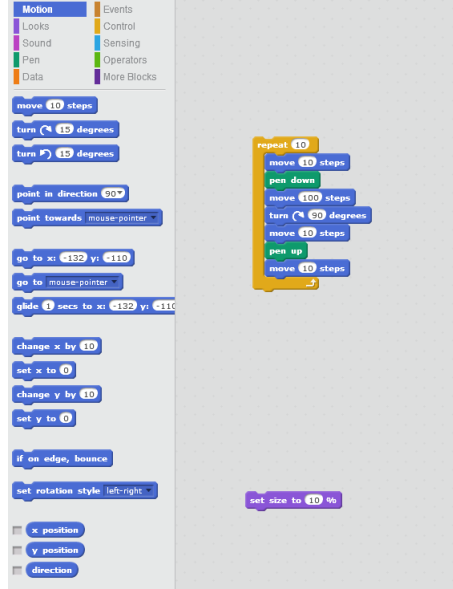 Motion Events
Looks Control
Sound Sensing
Pen Operators
Data More Blocks
move 10 steps
turn 15 degrees
turn 15 degrees
point in direction 90
point towards mouse-pointer
go to x: -132 y: -110
go to mouse-pointer
glide 1 secs to x: -132 y: -110
change x by 10
set x to 0
change y by 10
set y to 0
if on edge, bounce
set rotation style left-right
x position
y position
direction
repeat 10
move 10 steps
pen down
move 100 steps
turn 90 degrees
move 10 steps
pen up
move 10 steps
set size to 10 %